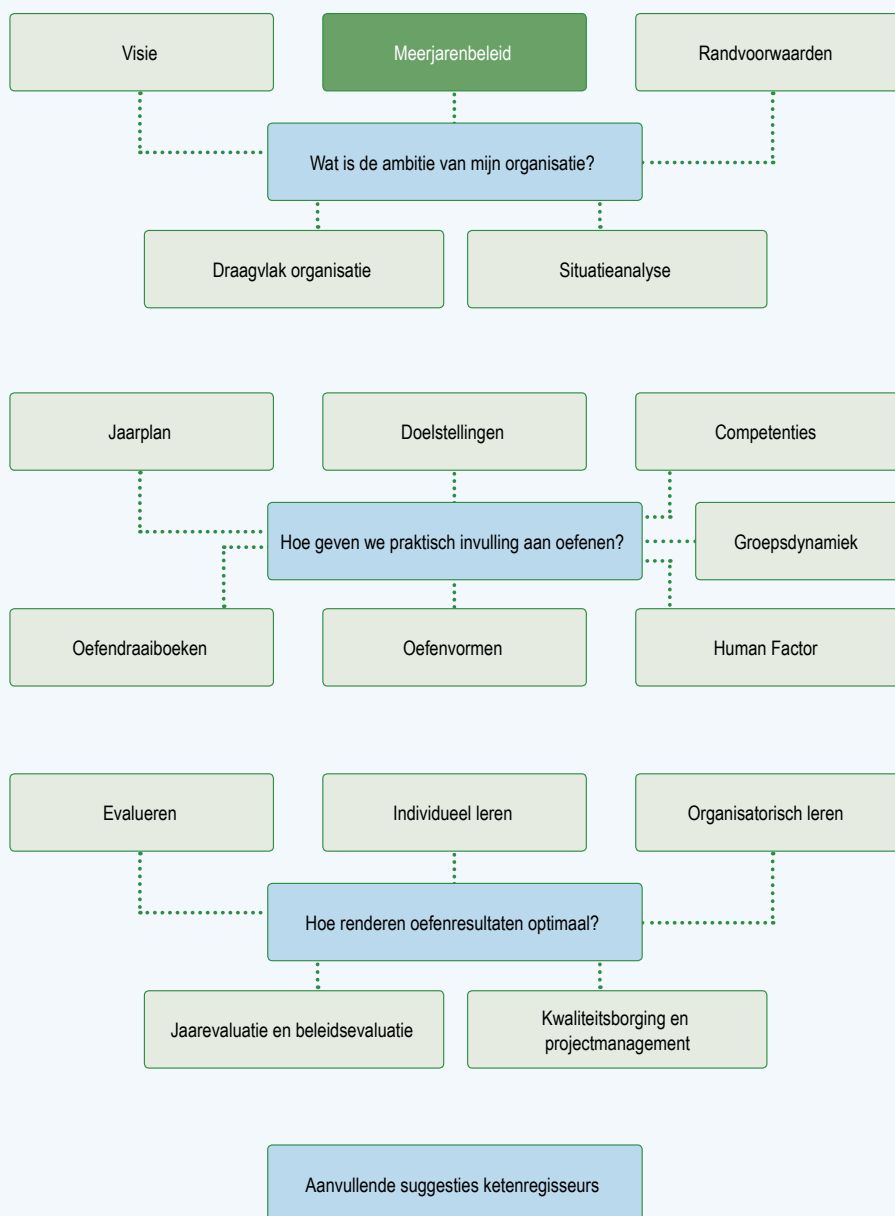 Visie
Meerjarenbeleid
Randvoorwaarden
Wat is de ambitie van mijn organisatie?
Draagvlak organisatie
Situatieanalyse
Jaarplan
Doelstellingen
Competenties
Hoe geven we praktisch invulling aan oefenen?
Groepsdynamiek
Oefendraaiboeken
Oefenvormen
Human Factor
Evalueren
Individueel leren
Organisatorisch leren
Hoe renderen oefenresultaten optimaal?
Jaarevaluatie en beleidsevaluatie
Kwaliteitsborging en
projectmanagement
Aanvullende suggesties ketenregisseurs